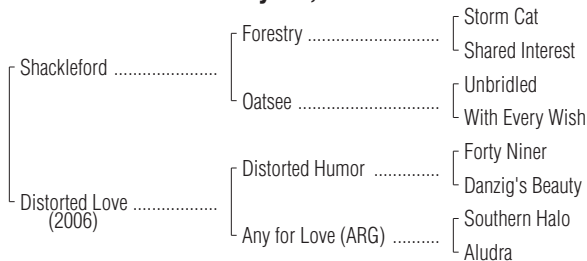 Storm Cat
Forestry
Shared Interest
Shackleford
Unbridled
Oatsee
With Every Wish
Forty Niner
Distorted Humor
Danzig's Beauty
Distorted Love
(2006)
Southern Halo
Any for Love (ARG)
Aludra